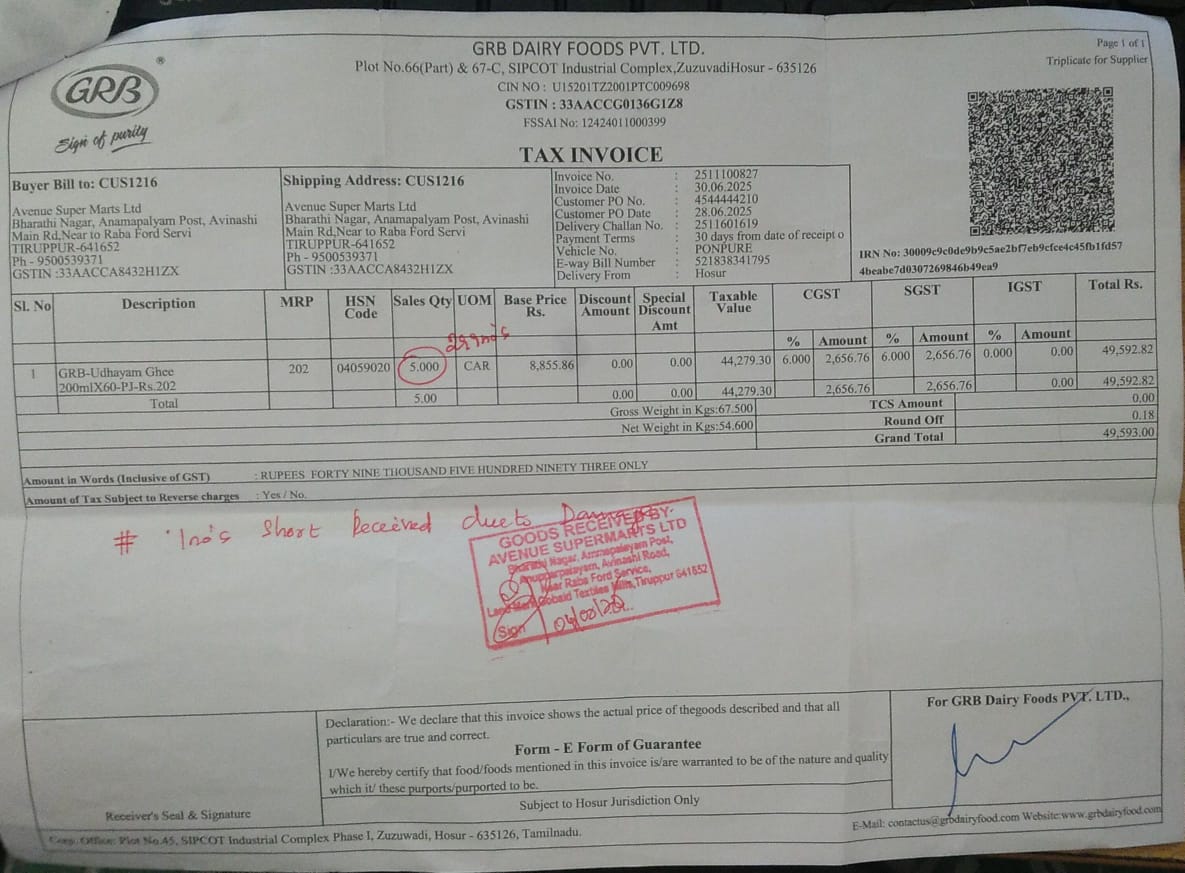 GRB
®
Sign of purity
GRB DAIRY FOODS PVT. LTD.
Plot No.66(Part) & 67-C, SIPCOT Industrial Complex,ZuzuvadiHosur - 635126
CIN NO : U15201TZ2001PTC009698
GSTIN : 33AACCG0136G1Z8
FSSAI No: 12424011000399
TAX INVOICE
Page 1 of 1
Triplicate for Supplier
Buyer Bill to: CUS1216
Avenue Super Marts Ltd
Bharathi Nagar, Anamapalyam Post, Avinashi
Main Rd,Near to Raba Ford Servi
TIRUPPUR-641652
Ph - 9500539371
GSTIN :33AACCA8432H1ZX
Shipping Address: CUS1216
Avenue Super Marts Ltd
Bharathi Nagar, Anamapalyam Post, Avinashi
Main Rd,Near to Raba Ford Servi
TIRUPPUR-641652
Ph - 9500539371
GSTIN :33AACCA8432H1ZX
Invoice No. : 2511100827
Invoice Date : 30.06.2025
Customer PO No. : 4544444210
Customer PO Date : 28.06.2025
Delivery Challan No. : 2511601619
Payment Terms : 30 days from date of receipt o
Vehicle No. : PONPURE
E-way Bill Number : 521838341795
Delivery From : Hosur
IRN No: 30009c9c0de9b9c5ae2bf7eb9cfce4c45fb1fd57
4beabe7d0307269846b49ea9
Sl. No Description MRP HSN Code Sales Qty UOM Base Price Rs. Discount Amount Special Discount Amt Taxable Value CGST SGST IGST Total Rs.
% Amount % Amount % Amount
1 GRB-Udhayam Ghee 202 04059020 5.000 CAR 8,855.86 0.00 0.00 44,279.30 6.000 2,656.76 6.000 2,656.76 0.000 0.00 49,592.82
200mlX60-PJ-Rs.202
Total 5.00 0.00 0.00 44,279.30 2,656.76 2,656.76 0.00 49,592.82
Gross Weight in Kgs:67.500 TCS Amount 0.00
Net Weight in Kgs:54.600 Round Off 0.18
Grand Total 49,593.00
Amount in Words (Inclusive of GST) : RUPEES FORTY NINE THOUSAND FIVE HUNDRED NINETY THREE ONLY
Amount of Tax Subject to Reverse charges : Yes / No.
# 1no's Short Received due to Damage
GOODS RECEIVED BY-
AVENUE SUPERMARTS LTD
Bharathi Nagar, Ammapalayam Post,
Anupparpalayam, Avinashi Road,
Near Raba Ford Service,
Land Mark Textiles Mills, Tiruppur 641652
Sign
Declaration:- We declare that this invoice shows the actual price of thegoods described and that all
particulars are true and correct.
Form - E Form of Guarantee
I/We hereby certify that food/foods mentioned in this invoice is/are warranted to be of the nature and quality
which it/ these purports/purported to be.
Subject to Hosur Jurisdiction Only
Receiver's Seal & Signature
For GRB Dairy Foods PVT. LTD.,
Corp. Office: Plot No.45, SIPCOT Industrial Complex Phase I, Zuzuwadi, Hosur - 635126, Tamilnadu.
E-Mail: contactus@grbdairyfood.com Website:www.grbdairyfood.com